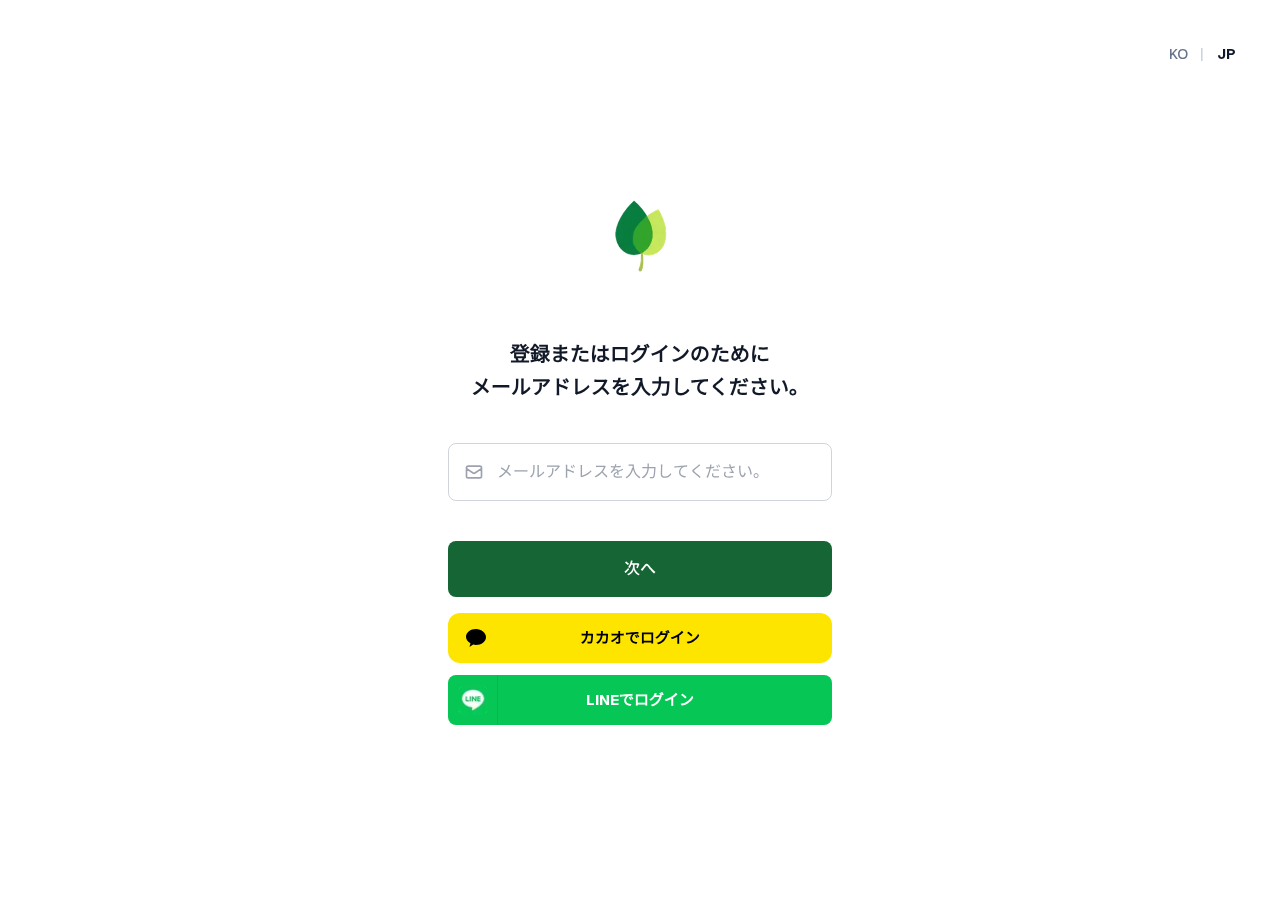 KO | JP
登録またはログインのために
メールアドレスを入力してください。
メールアドレスを入力してください。
次へ
カカオでログイン
LINE
LINEでログイン